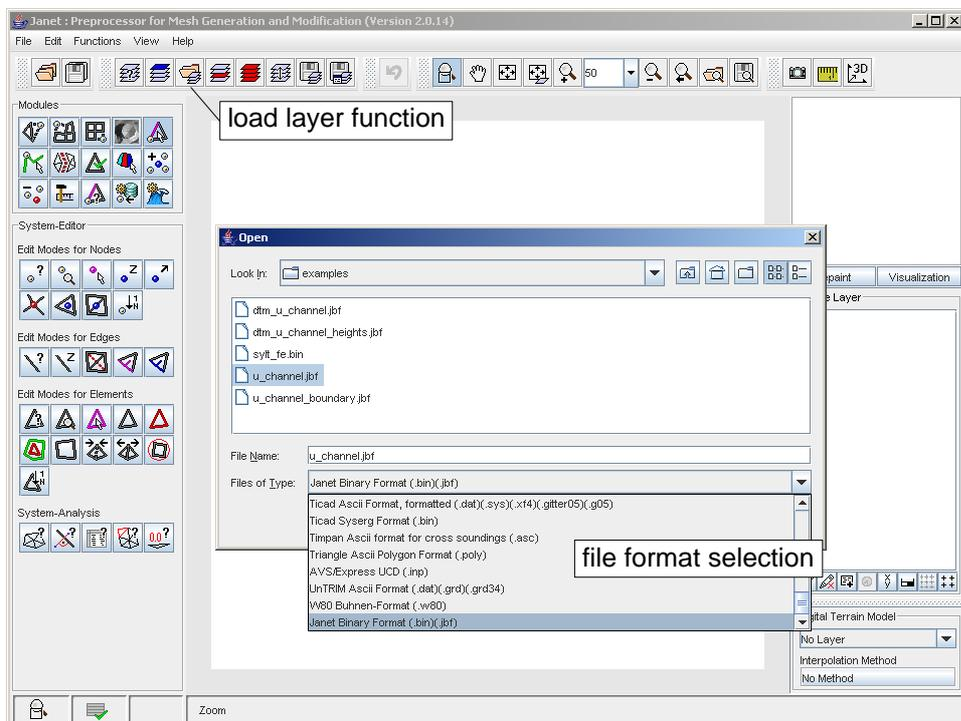 Janet : Preprocessor for Mesh Generation and Modification (Version 2.0.14)
File Edit Functions View Help
50
3D
load layer function
Modules
System-Editor
Edit Modes for Nodes
Edit Modes for Edges
Edit Modes for Elements
System-Analysis
Open
Look In: examples
dtm_u_channel.jbf
dtm_u_channel_heights.jbf
sylt_fe.bin
u_channel.jbf
u_channel_boundary.jbf
File Name: u_channel.jbf
Files of Type: Janet Binary Format (.bin)(.jbf)
Ticad Ascii Format, formatted (.dat)(.sys)(.xf4)(.gitter05)(.g05)
Ticad Syserg Format (.bin)
Timpan Ascii format for cross soundings (.asc)
Triangle Ascii Polygon Format (.poly)
AVS/Express UCD (.inp)
UnTRIM Ascii Format (.dat)(.grd)(.grd34)
W80 Buhnen-Format (.w80)
Janet Binary Format (.bin)(.jbf)
file format selection
epaint Visualization
e Layer
gital Terrain Model
No Layer
Interpolation Method
No Method
Zoom